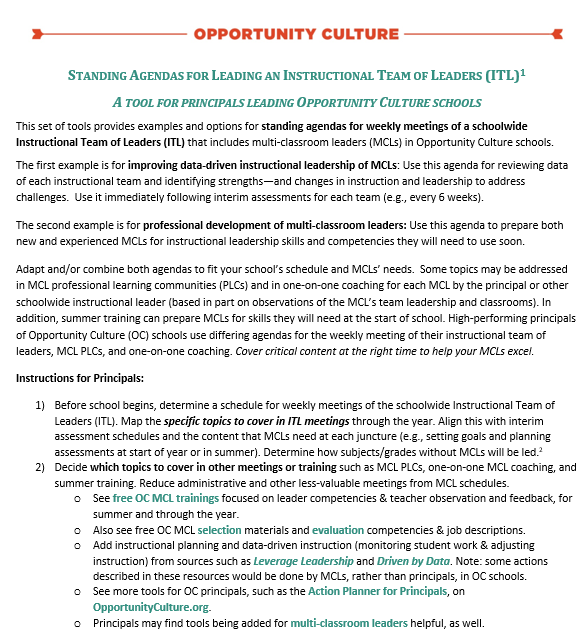 OPPORTUNITY CULTURE
STANDING AGENDAS FOR LEADING AN INSTRUCTIONAL TEAM OF LEADERS (ITL)¹
A TOOL FOR PRINCIPALS LEADING OPPORTUNITY CULTURE SCHOOLS
This set of tools provides examples and options for standing agendas for weekly meetings of a schoolwide
Instructional Team of Leaders (ITL) that includes multi-classroom leaders (MCLs) in Opportunity Culture schools.
The first example is for improving data-driven instructional leadership of MCLs: Use this agenda for reviewing data
of each instructional team and identifying strengths—and changes in instruction and leadership to address
challenges. Use it immediately following interim assessments for each team (e.g., every 6 weeks).
The second example is for professional development of multi-classroom leaders: Use this agenda to prepare both
new and experienced MCLs for instructional leadership skills and competencies they will need to use soon.
Adapt and/or combine both agendas to fit your school's schedule and MCLs' needs. Some topics may be addressed
in MCL professional learning communities (PLCs) and in one-on-one coaching for each MCL by the principal or other
schoolwide instructional leader (based in part on observations of the MCL's team leadership and classrooms). In
addition, summer training can prepare MCLs for skills they will need at the start of school. High-performing principals
of Opportunity Culture (OC) schools use differing agendas for the weekly meeting of their instructional team of
leaders, MCL PLCs, and one-on-one coaching. Cover critical content at the right time to help your MCLs excel.
Instructions for Principals:
1) Before school begins, determine a schedule for weekly meetings of the schoolwide Instructional Team of
Leaders (ITL). Map the specific topics to cover in ITL meetings through the year. Align this with interim
assessment schedules and the content that MCLs need at each juncture (e.g., setting goals and planning
assessments at start of year or in summer). Determine how subjects/grades without MCLs will be led.²
2) Decide which topics to cover in other meetings or training such as MCL PLCs, one-on-one MCL coaching, and
summer training. Reduce administrative and other less-valuable meetings from MCL schedules.
o See free OC MCL trainings focused on leader competencies & teacher observation and feedback, for
summer and through the year.
o Also see free OC MCL selection materials and evaluation competencies & job descriptions.
o Add instructional planning and data-driven instruction (monitoring student work & adjusting
instruction) from sources such as Leverage Leadership and Driven by Data. Note: some actions
described in these resources would be done by MCLs, rather than principals, in OC schools.
o See more tools for OC principals, such as the Action Planner for Principals, on
OpportunityCulture.org.
o Principals may find tools being added for multi-classroom leaders helpful, as well.